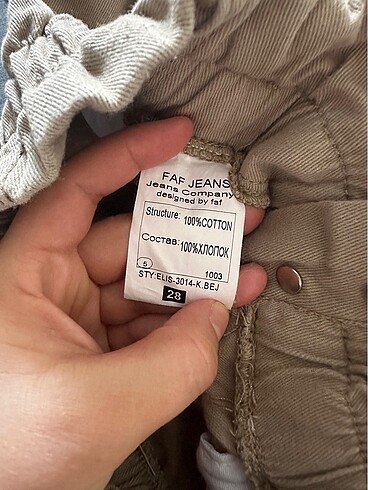 FAF JEANS
Jeans Company
designed by faf
Structure: 100%COTTON
Состав:100%ХЛОПОК
5
1003
STY:ELIS-3014-K.BEJ
28